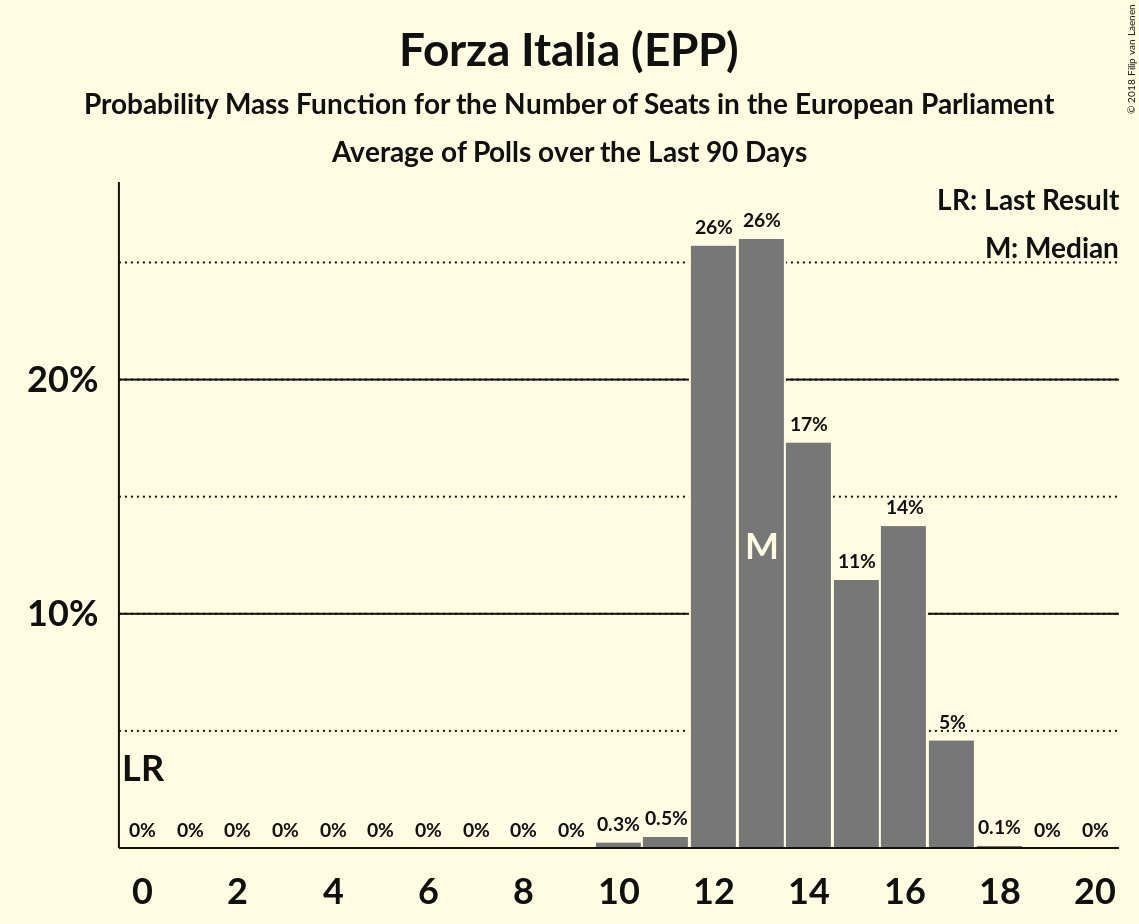 Forza Italia (EPP)
Probability Mass Function for the Number of Seats in the European Parliament
Average of Polls over the Last 90 Days
© 2018 Filip van Laenen
LR: Last Result
M: Median
26%
26%
20%
17%
14%
M
11%
10%
5%
LR
0% 0% 0% 0% 0% 0% 0% 0% 0% 0% 0.3% 0.5% 0.1% 0% 0%
0 2 4 6 8 10 12 14 16 18 20